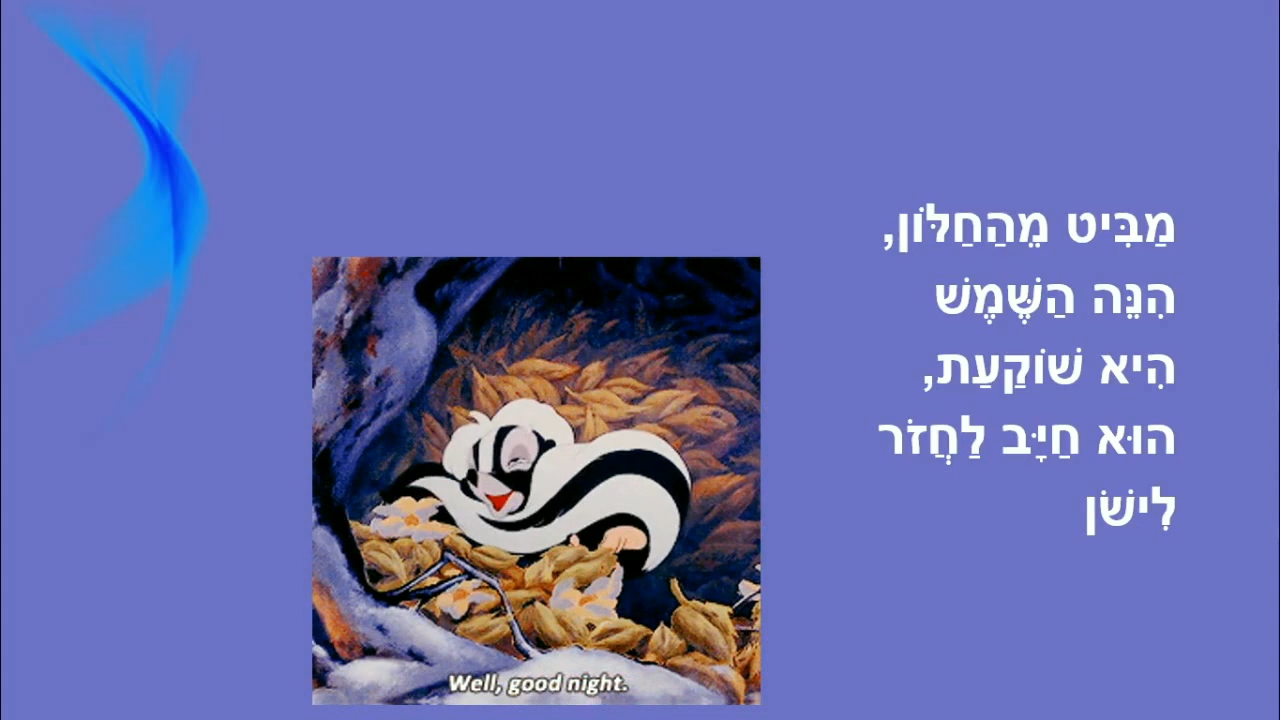 מַבִּיט מֵהַחַלּוֹן,
הִנֵּה הַשֶּׁמֶשׁ
הִיא שׁוֹקַעַת,
הוּא חַיָּב לַחֲזֹר
לִישֹׁן
Well, good night.